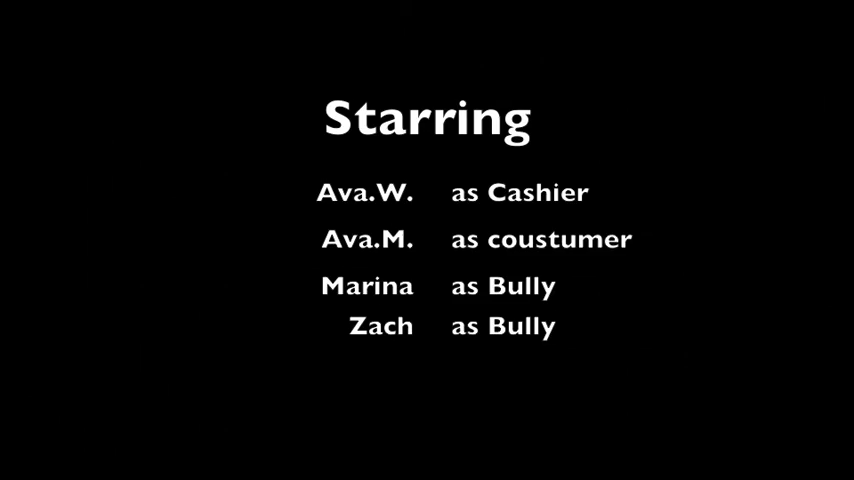 Starring
Ava.W. as Cashier
Ava.M. as coustumer
Marina as Bully
Zach as Bully